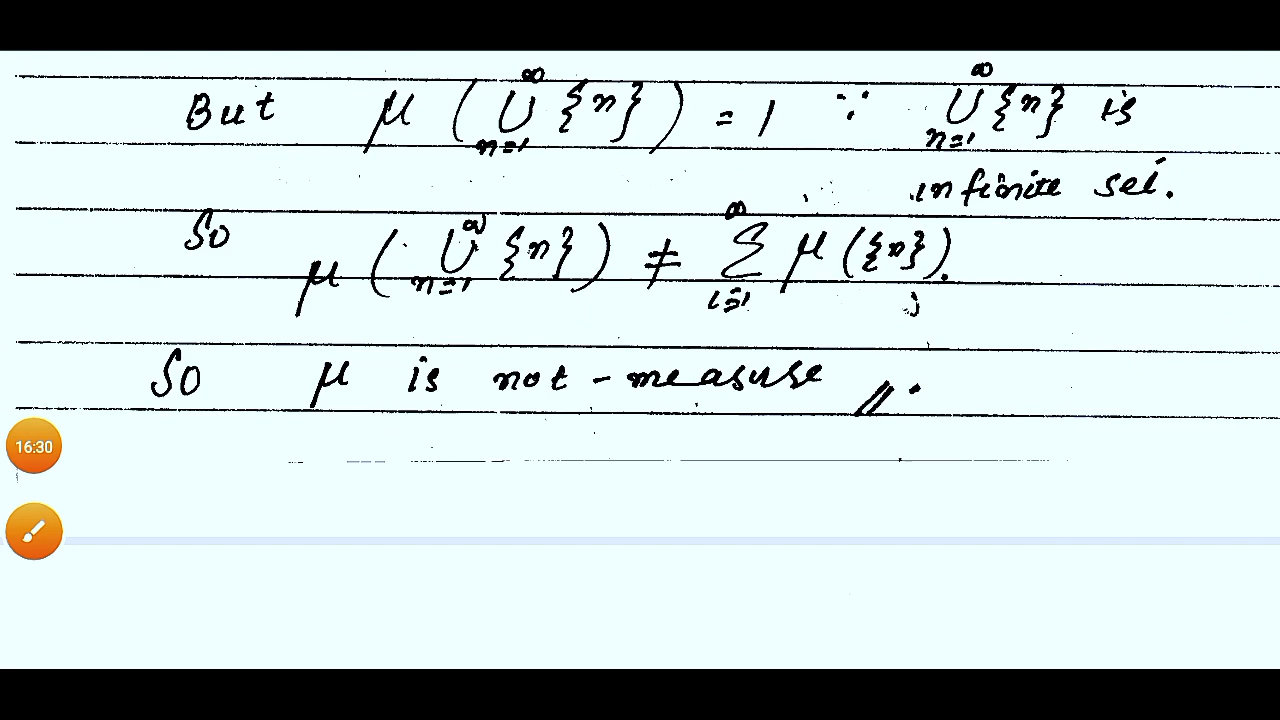 But μ ( ∞ ⋃ n=1 {n} ) = 1 ∵ ∞ ⋃ n=1 {n} is
infinite set.
So μ ( ∞ ⋃ n=1 {n} ) ≠ ∞ Σ i=1 μ ({n}).
So μ is not - measure //.
16:30